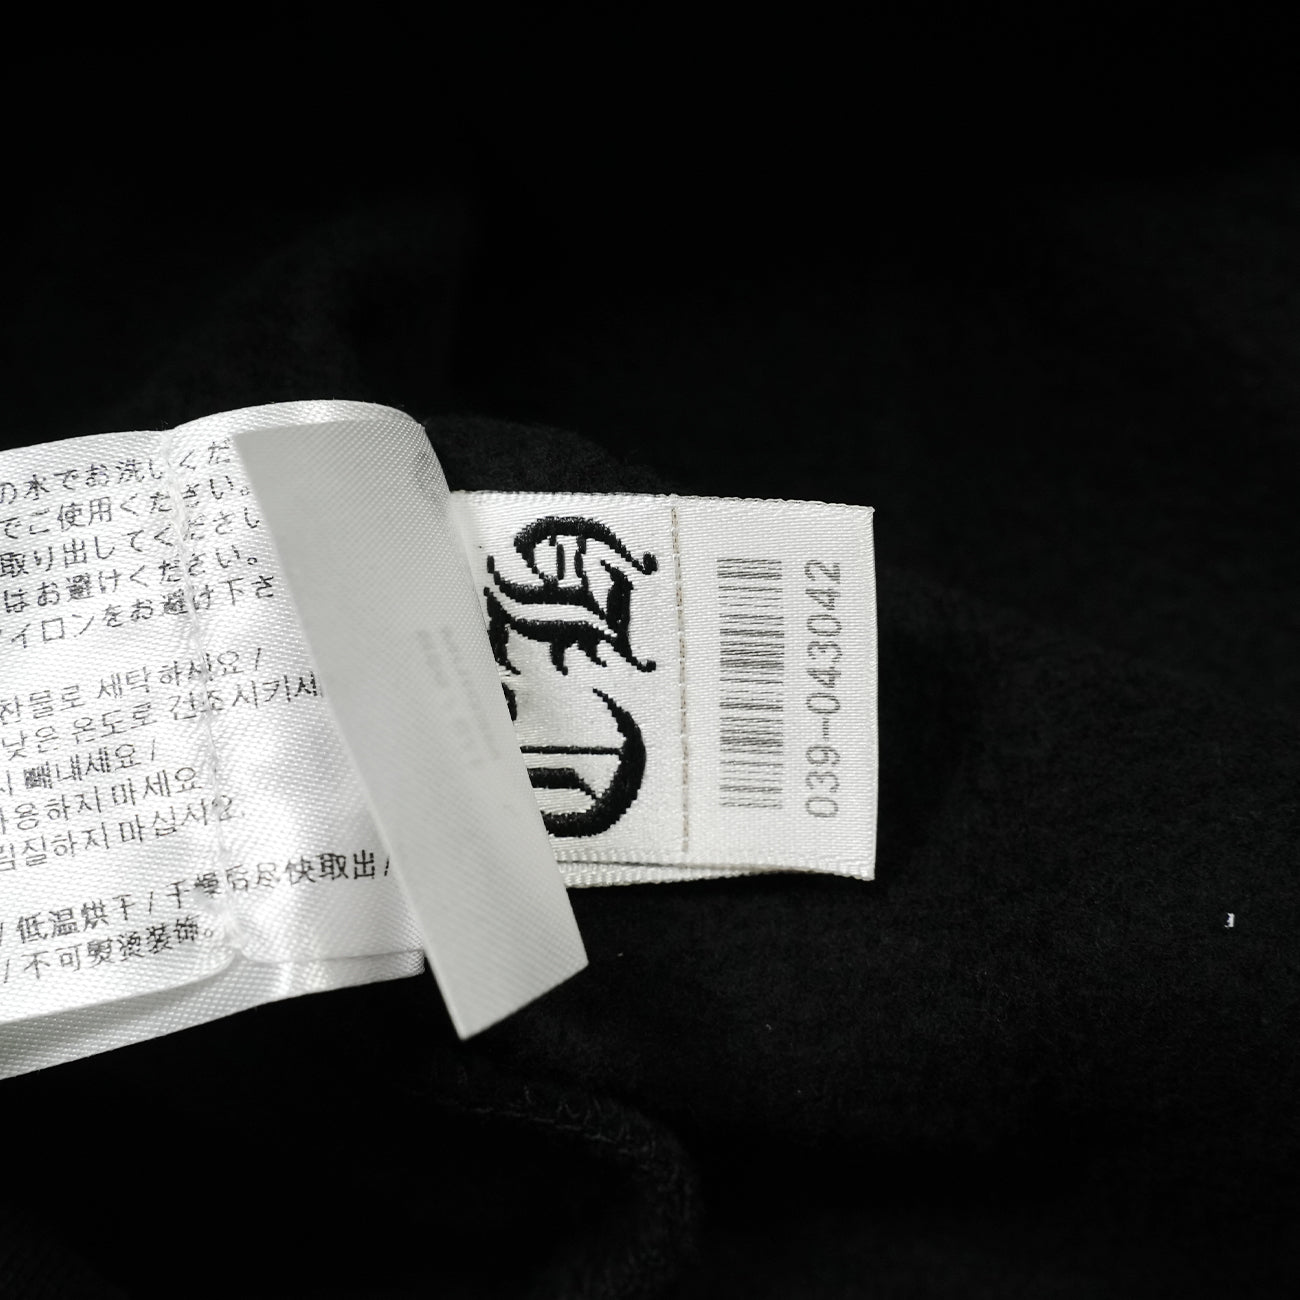 の水でお洗いくだ
でご使用ください。
取り出してくださし
はお避けください。
イロンをお避け下さ
찬물로 세탁하세요 /
낮은 온도로 건조시키세
시 빼내세요 /
사용하지 마세요
림질하지 마십시오.
/ 低温烘干 / 干燥后尽快取出 /
/ 不可熨烫装饰。
039-043042